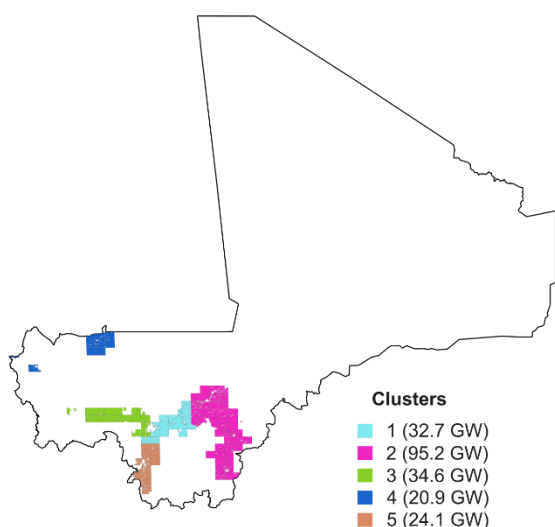 Clusters
1 (32.7 GW)
2 (95.2 GW)
3 (34.6 GW)
4 (20.9 GW)
5 (24.1 GW)